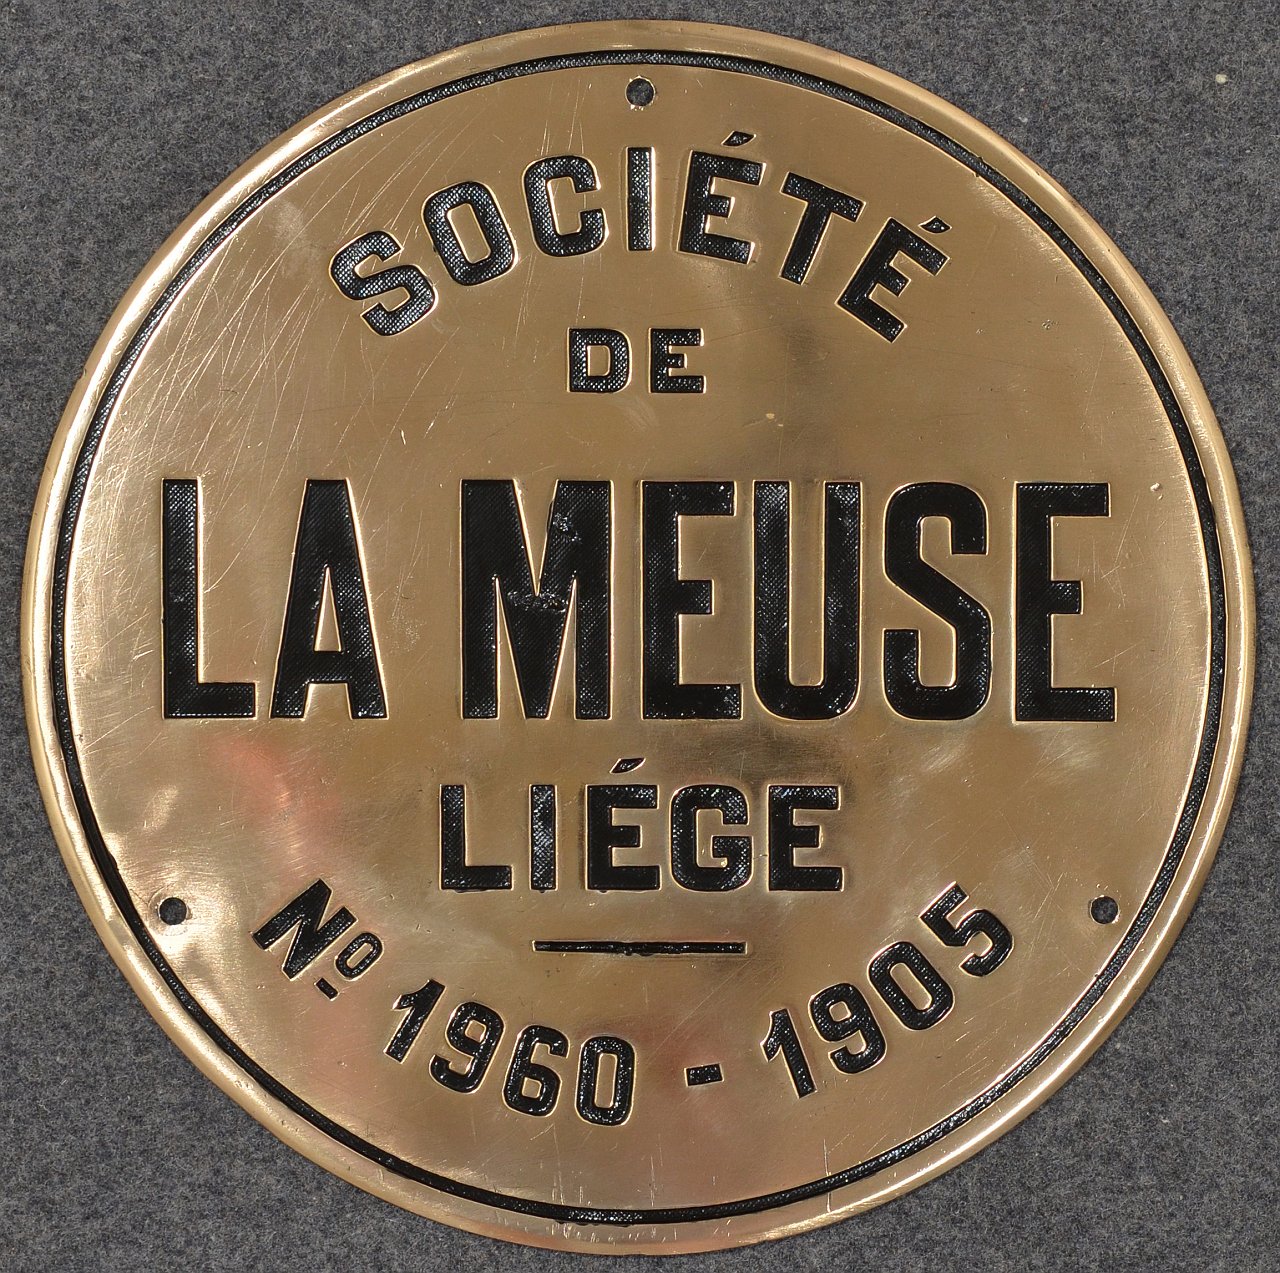 SOCIÉTÉ
DE
LA MEUSE
LIÉGE
Nº 1960 - 1905